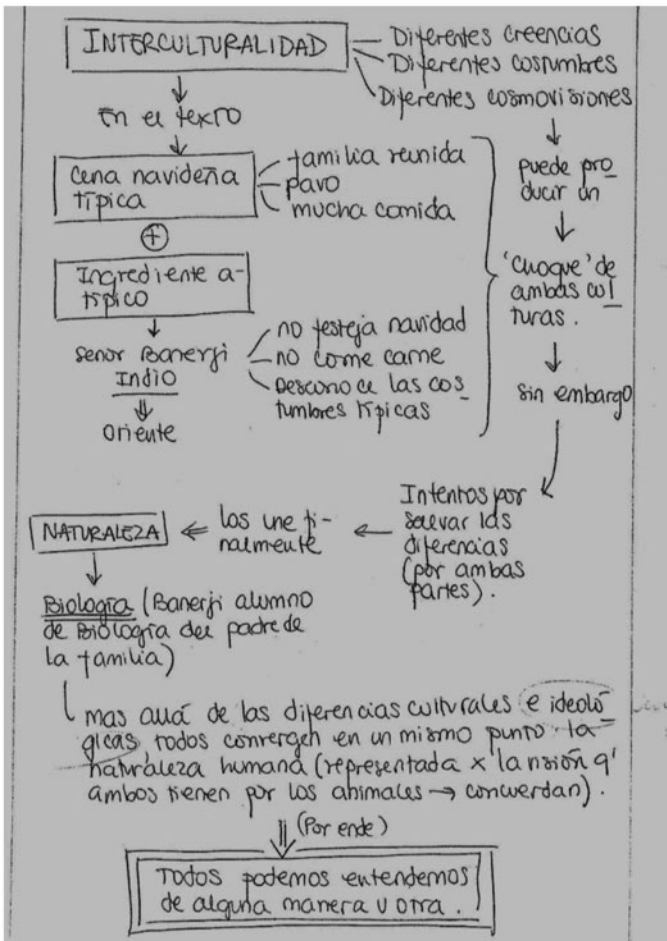 INTERCULTURALIDAD
Diferentes creencias
Diferentes costumbres
Diferentes cosmovisiones
En el texto
Cena navideña
típica
familia reunida
pavo
mucha comida
puede pro_
ducir un
+
Ingrediente a-
típico
'Choque' de
ambas cul_
turas.
señor Banerji
Indio
Oriente
no festeja navidad
no come carne
Desconoce las cos_
tumbres típicas
sin embargo
Intentos por
salvar las
diferencias
(por ambas
partes).
los une fi-
nalmente
NATURALEZA
Biología (Banerji alumno
de Biología del padre de
la familia)
mas allá de las diferencias culturales e ideoló_
gicas, todos convergen en un mismo punto: la
naturaleza humana (representada x la visión q'
ambos tienen por los animales → concuerdan).
(Por ende)
Todos podemos entendernos
de alguna manera u otra.